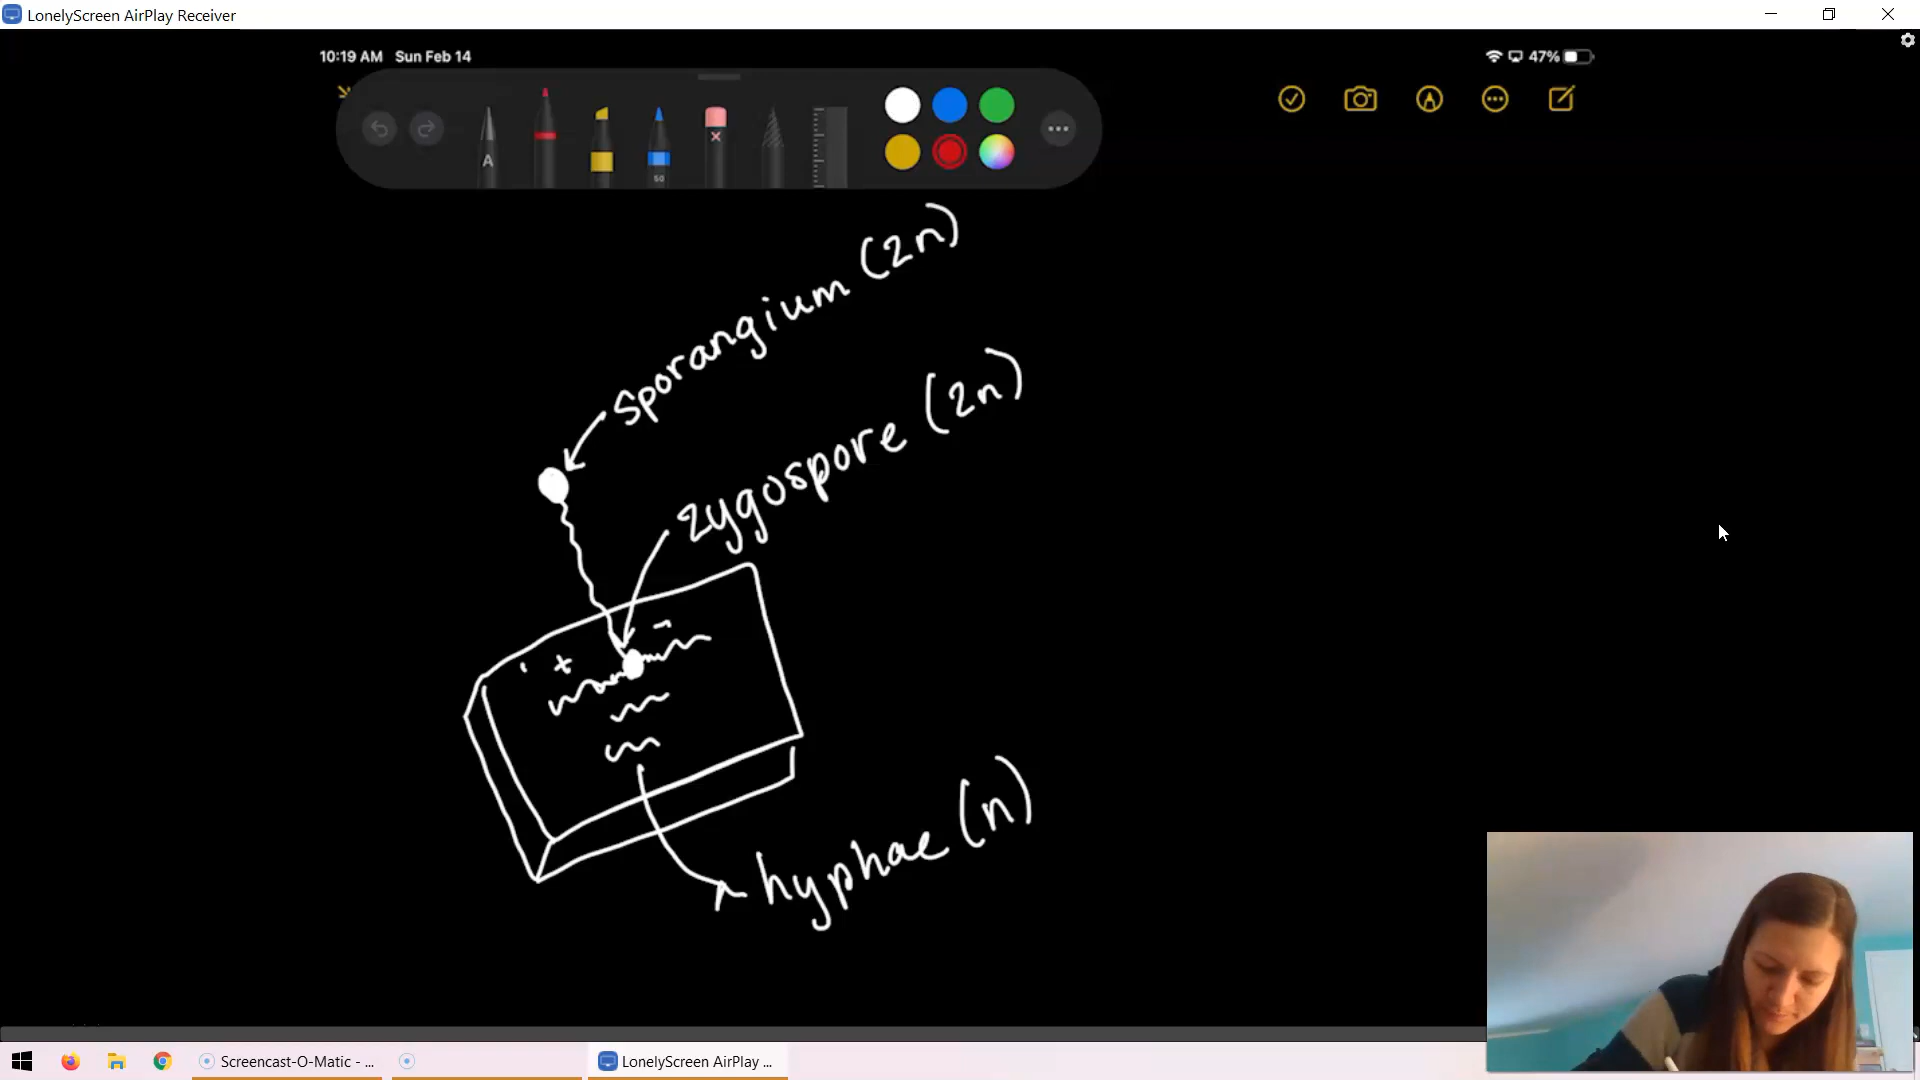 LonelyScreen AirPlay Receiver
10:19 AM Sun Feb 14
47%
A
50
sporangium (2n)
zygospore (2n)
+ -
hyphae (n)
Screencast-O-Matic - ...
LonelyScreen AirPlay ...